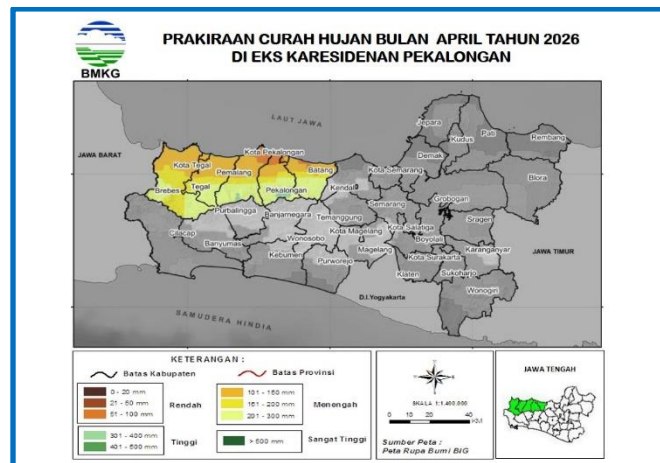 BMKG
PRAKIRAAN CURAH HUJAN BULAN APRIL TAHUN 2026
DI EKS KARESIDENAN PEKALONGAN
LAUT JAWA
JAWA BARAT
JAWA TIMUR
SAMUDERA HINDIA
D.I.Yogyakarta
Jepara
Kudus
Pati
Rembang
Demak
Blora
Kota Pekalongan
Kota Tegal
Pemalang
Batang
Kota Semarang
Kendal
Grobogan
Brebes
Tegal
Pekalongan
Semarang
Purbalingga
Banjarnegara
Temanggung
Kota Salatiga
Sragen
Cilacap
Banyumas
Wonosobo
Kota Magelang
Boyolali
Karanganyar
Kebumen
Purworejo
Magelang
Kota Surakarta
Klaten
Sukoharjo
Wonogiri
KETERANGAN :
Batas Kabupaten
Batas Provinsi
0 - 20 mm
21 - 50 mm
51 - 100 mm
Rendah
101 - 150 mm
151 - 200 mm
201 - 300 mm
Menengah
301 - 400 mm
401 - 500 mm
Tinggi
> 500 mm
Sangat Tinggi
SKALA 1:1.400.000
0
20
40
KM
Sumber Peta :
Peta Rupa Bumi BIG
JAWA TENGAH